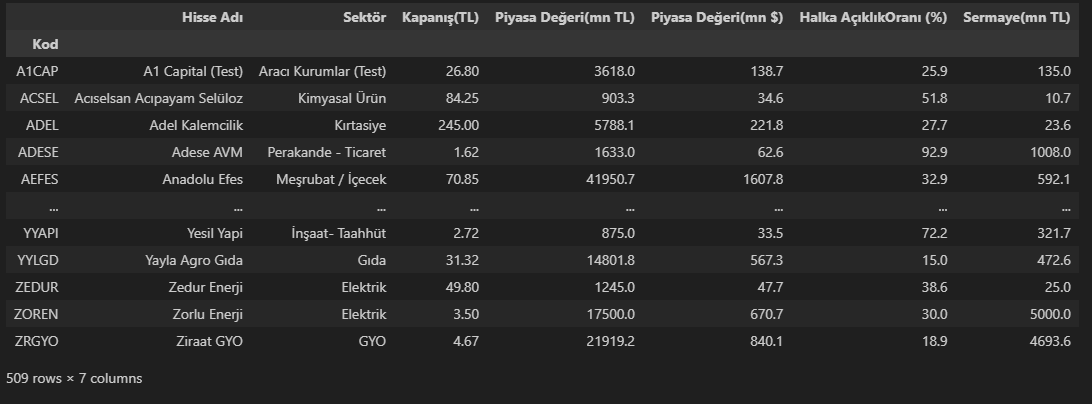 Hisse Adı Sektör Kapanış(TL) Piyasa Değeri(mn TL) Piyasa Değeri(mn $) Halka AçıklıkOranı (%) Sermaye(mn TL)
Kod
A1CAP A1 Capital (Test) Aracı Kurumlar (Test) 26.80 3618.0 138.7 25.9 135.0
ACSEL Acıselsan Acıpayam Selüloz Kimyasal Ürün 84.25 903.3 34.6 51.8 10.7
ADEL Adel Kalemcilik Kırtasiye 245.00 5788.1 221.8 27.7 23.6
ADESE Adese AVM Perakande - Ticaret 1.62 1633.0 62.6 92.9 1008.0
AEFES Anadolu Efes Meşrubat / İçecek 70.85 41950.7 1607.8 32.9 592.1
... ... ... ... ... ... ... ...
YYAPI Yesil Yapi İnşaat- Taahhüt 2.72 875.0 33.5 72.2 321.7
YYLGD Yayla Agro Gıda Gıda 31.32 14801.8 567.3 15.0 472.6
ZEDUR Zedur Enerji Elektrik 49.80 1245.0 47.7 38.6 25.0
ZOREN Zorlu Enerji Elektrik 3.50 17500.0 670.7 30.0 5000.0
ZRGYO Ziraat GYO GYO 4.67 21919.2 840.1 18.9 4693.6
509 rows × 7 columns